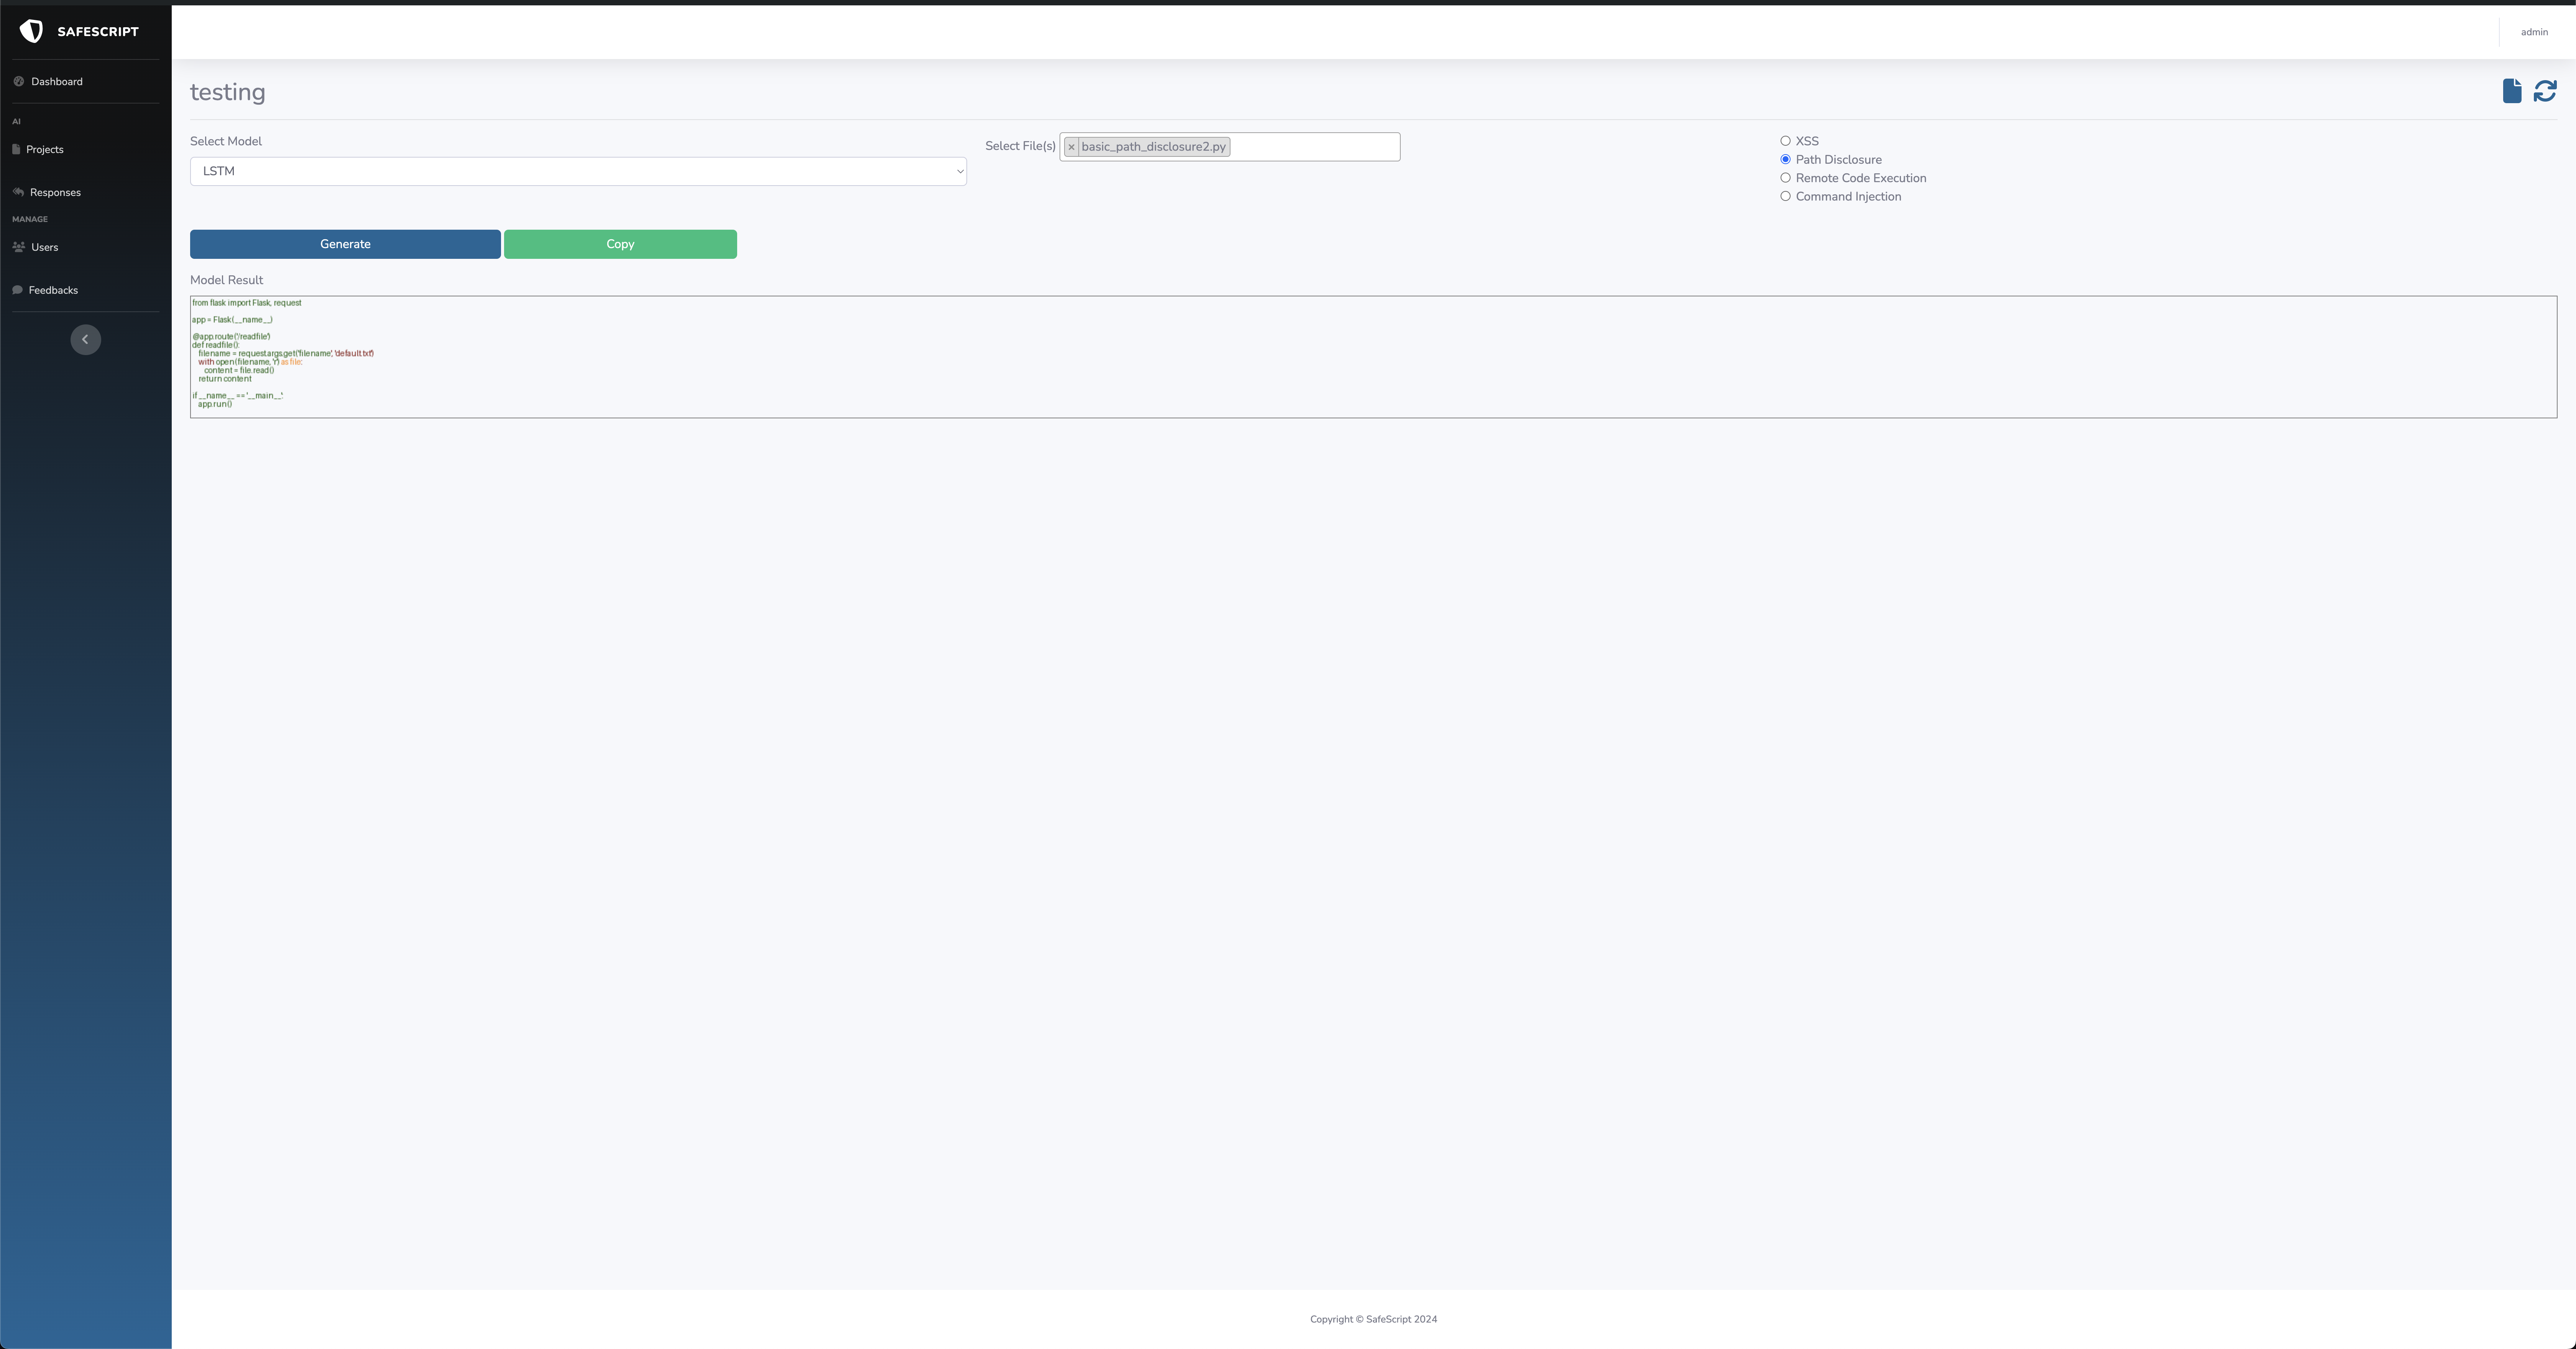 SAFESCRIPT
admin
Dashboard
AI
Projects
Responses
MANAGE
Users
Feedbacks
testing
Select Model
LSTM
Select File(s)
× basic_path_disclosure2.py
XSS
Path Disclosure
Remote Code Execution
Command Injection
Generate
Copy
Model Result
from flask import Flask, request
app = Flask(__name__)
@app.route('/readfile')
def readfile():
filename = request.args.get('filename', 'default.txt')
with open(filename, 'r') as file:
content = file.read()
return content
if __name__ == '__main__':
app.run()
Copyright © SafeScript 2024